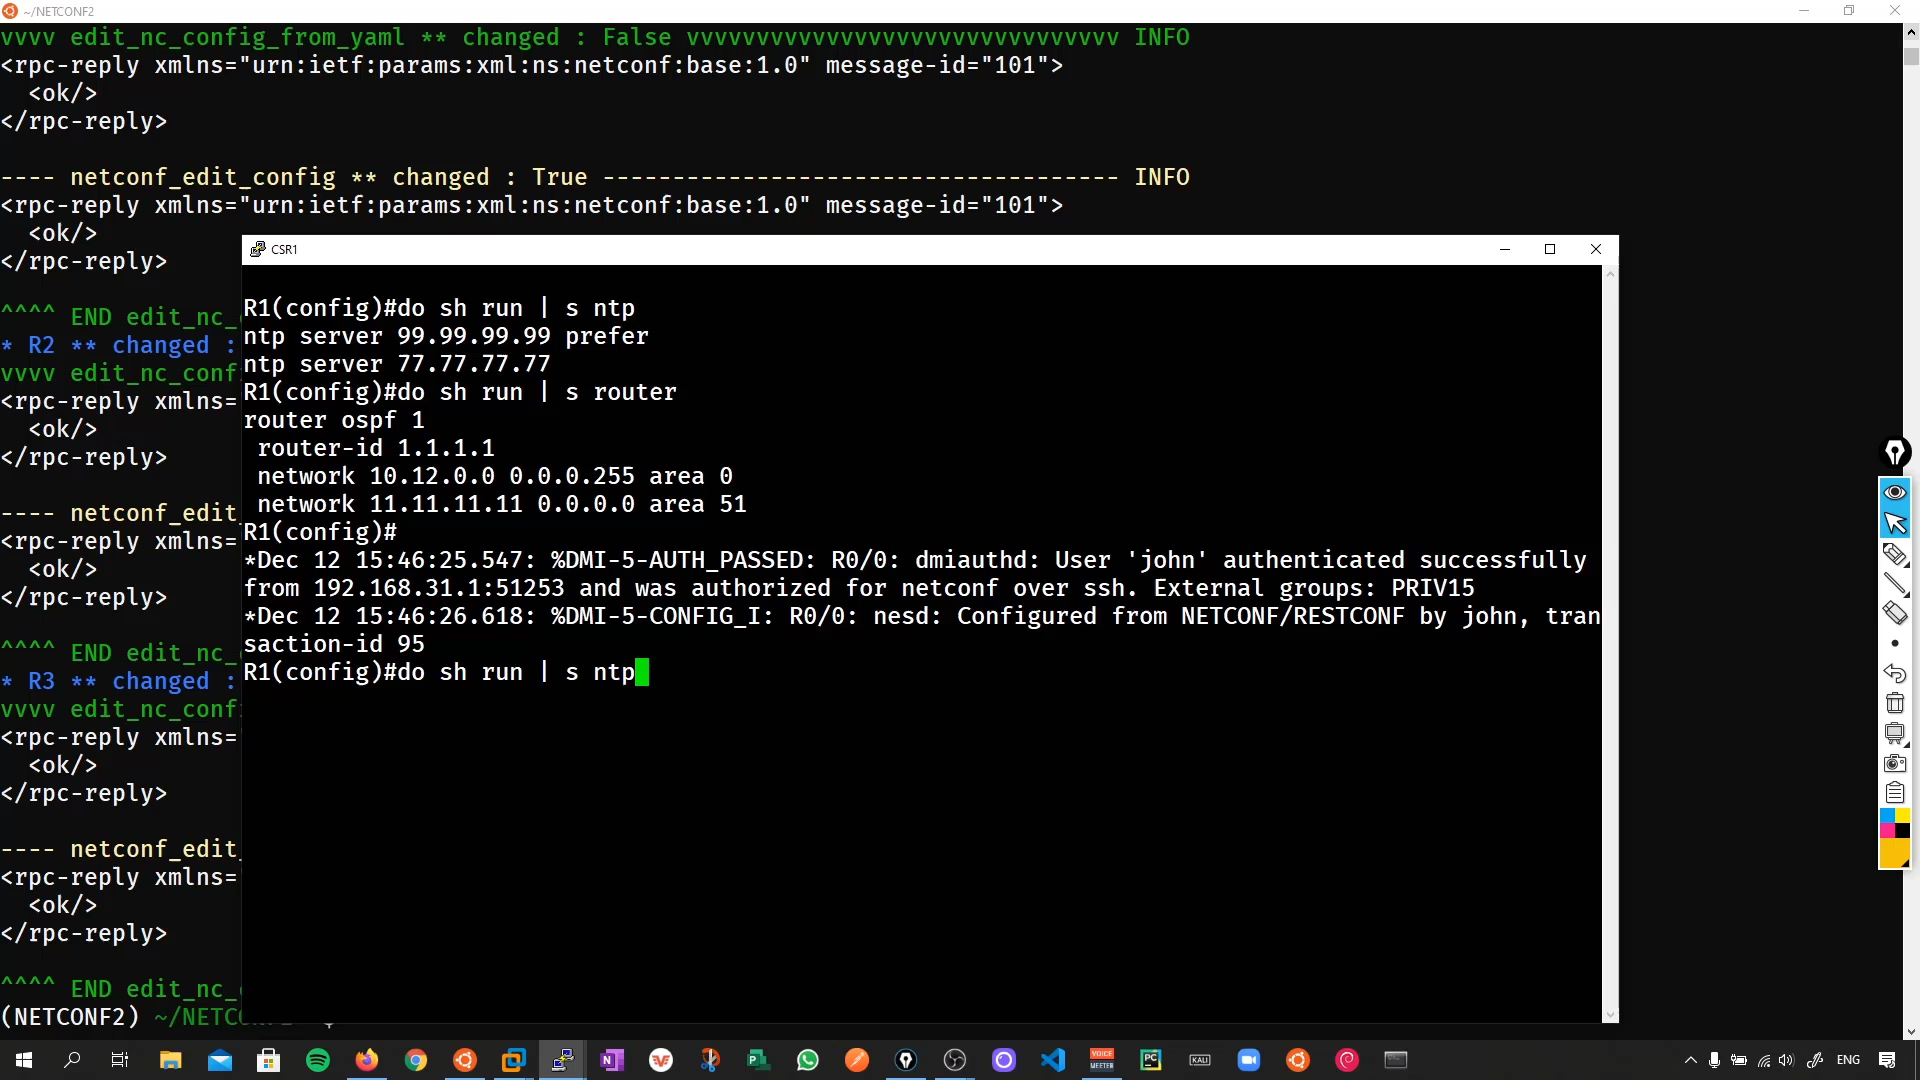 ~/NETCONF2
vvvv edit_nc_config_from_yaml ** changed : False vvvvvvvvvvvvvvvvvvvvvvvvvvvvvvv INFO
<rpc-reply xmlns="urn:ietf:params:xml:ns:netconf:base:1.0" message-id="101">
<ok/>
</rpc-reply>
---- netconf_edit_config ** changed : True ------------------------------------- INFO
<rpc-reply xmlns="urn:ietf:params:xml:ns:netconf:base:1.0" message-id="101">
<ok/>
</rpc-reply>
^^^^ END edit_nc_
* R2 ** changed :
vvvv edit_nc_conf
<rpc-reply xmlns=
<ok/>
</rpc-reply>
---- netconf_edit_
<rpc-reply xmlns=
<ok/>
</rpc-reply>
^^^^ END edit_nc_
* R3 ** changed :
vvvv edit_nc_conf
<rpc-reply xmlns=
<ok/>
</rpc-reply>
---- netconf_edit_
<rpc-reply xmlns=
<ok/>
</rpc-reply>
^^^^ END edit_nc_
(NETCONF2) ~/NETC
CSR1
R1(config)#do sh run | s ntp
ntp server 99.99.99.99 prefer
ntp server 77.77.77.77
R1(config)#do sh run | s router
router ospf 1
router-id 1.1.1.1
network 10.12.0.0 0.0.0.255 area 0
network 11.11.11.11 0.0.0.0 area 51
R1(config)#
*Dec 12 15:46:25.547: %DMI-5-AUTH_PASSED: R0/0: dmiauthd: User 'john' authenticated successfully
from 192.168.31.1:51253 and was authorized for netconf over ssh. External groups: PRIV15
*Dec 12 15:46:26.618: %DMI-5-CONFIG_I: R0/0: nesd: Configured from NETCONF/RESTCONF by john, tran
saction-id 95
R1(config)#do sh run | s ntp
VOICE
MEETER
PC
KALI
ENG